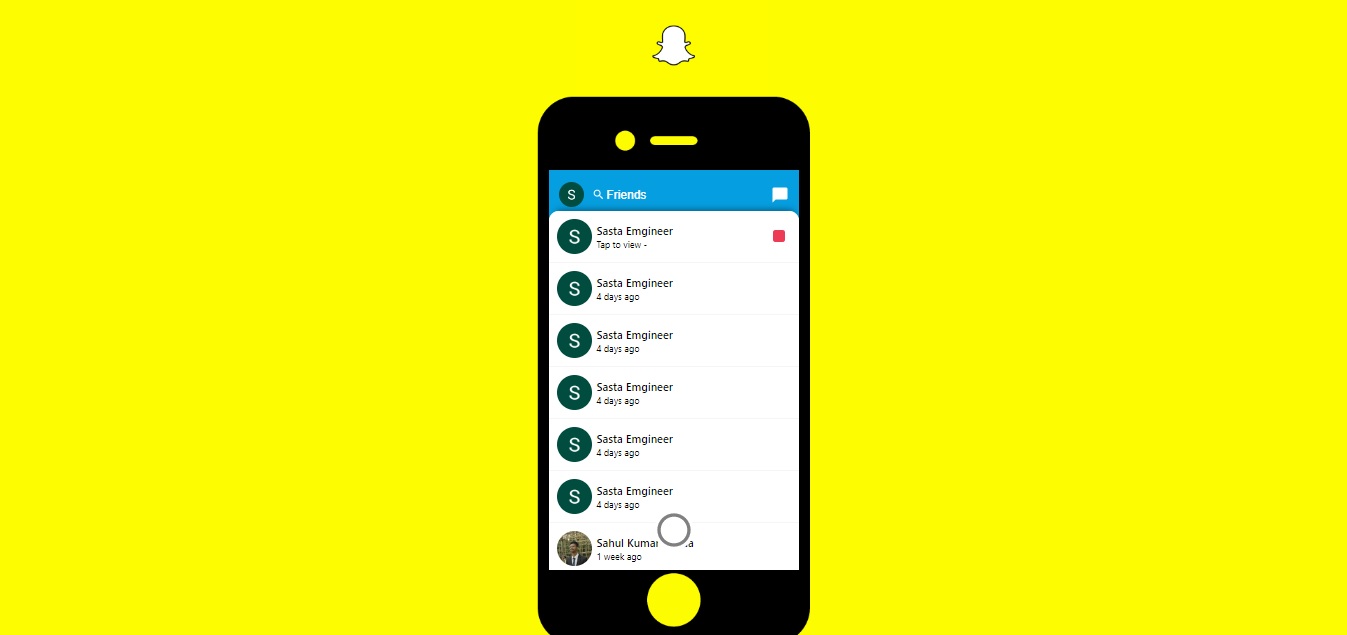 S
Friends
S
Sasta Emgineer
Tap to view -
S
Sasta Emgineer
4 days ago
S
Sasta Emgineer
4 days ago
S
Sasta Emgineer
4 days ago
S
Sasta Emgineer
4 days ago
S
Sasta Emgineer
4 days ago
Sahul Kumar
1 week ago